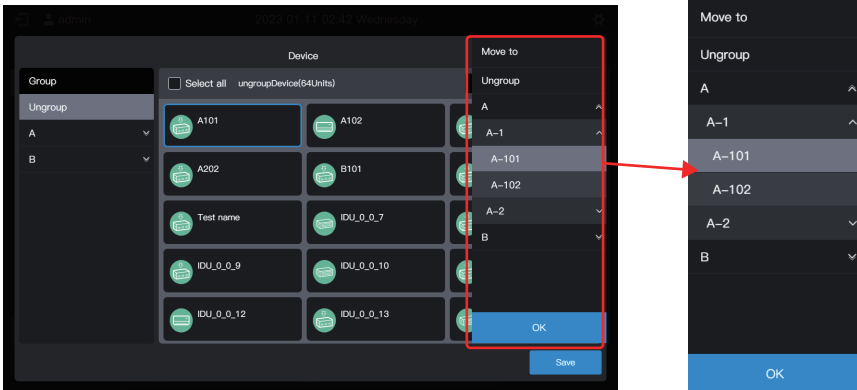 admin 2023-01-11 02:42 Wednesday
Device
Group
Ungroup
A
B
Select all ungroupDevice(64Units)
A101
A102
A202
B101
Test name
IDU_0_0_7
IDU_0_0_9
IDU_0_0_10
IDU_0_0_12
IDU_0_0_13
Move to
Ungroup
A
A-1
A-101
A-102
A-2
B
OK
Save
Move to
Ungroup
A
A-1
A-101
A-102
A-2
B
OK